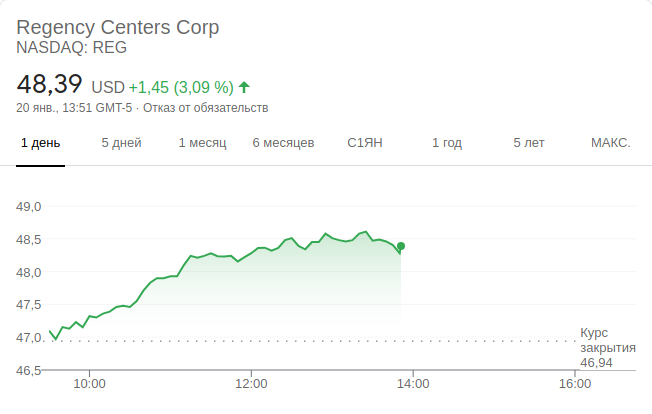 Regency Centers Corp
NASDAQ: REG
48,39 USD +1,45 (3,09 %)
20 янв., 13:51 GMT-5 · Отказ от обязательств
1 день 5 дней 1 месяц 6 месяцев С1ЯН 1 год 5 лет МАКС.
49,0
48,5
48,0
47,5
47,0
46,5
Курс
закрытия
46,94
10:00 12:00 14:00 16:00